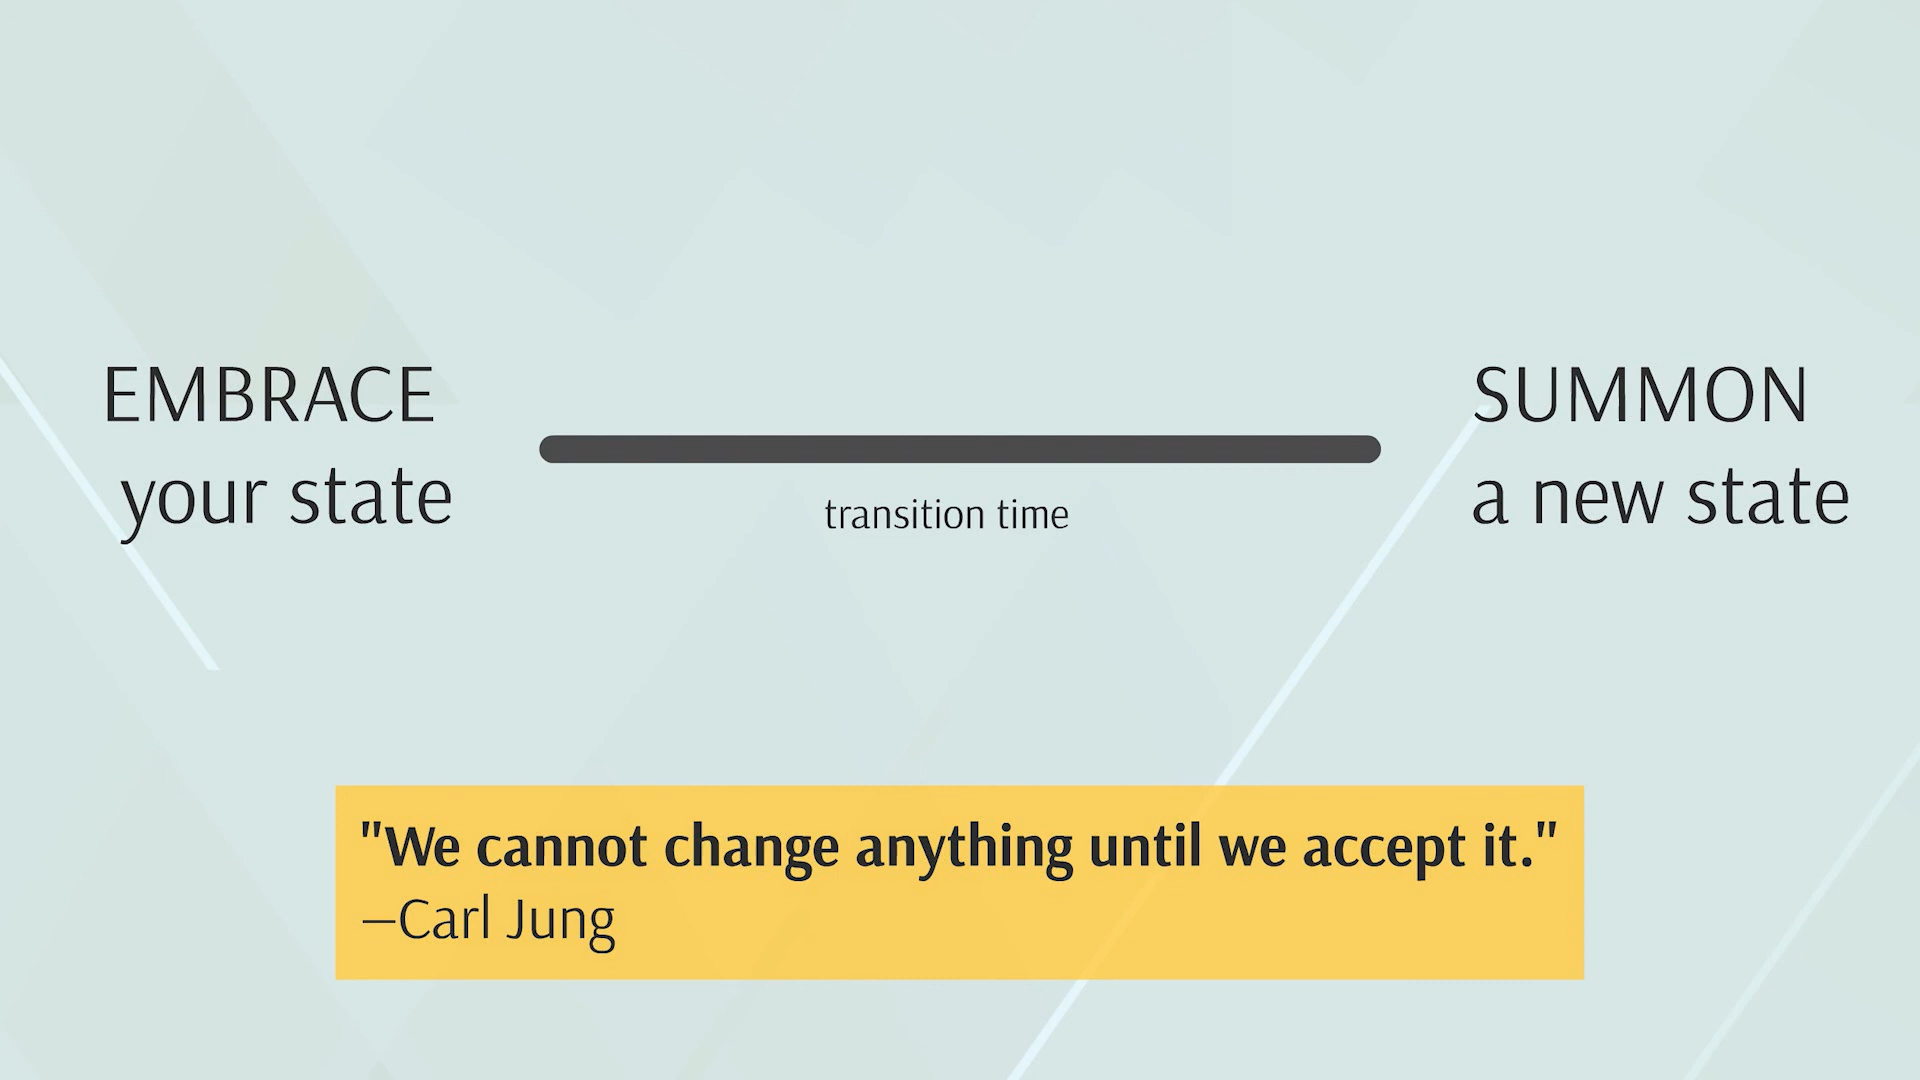 EMBRACE
your state
transition time
SUMMON
a new state
"We cannot change anything until we accept it."
—Carl Jung